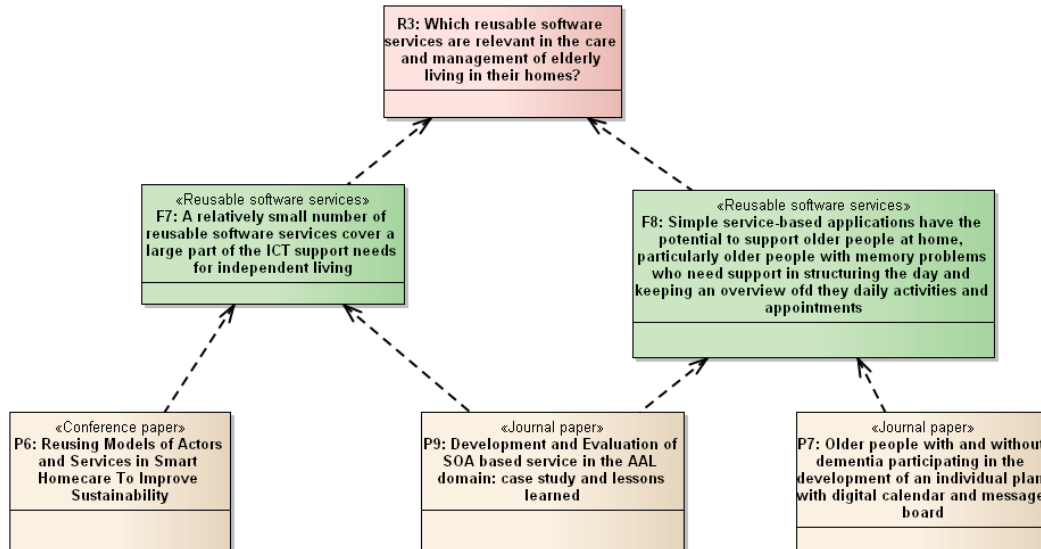 R3: Which reusable software
services are relevant in the care
and management of elderly
living in their homes?
«Reusable software services»
F7: A relatively small number of
reusable software services cover a
large part of the ICT support needs
for independent living
«Reusable software services»
F8: Simple service-based applications have the
potential to support older people at home,
particularly older people with memory problems
who need support in structuring the day and
keeping an overview ofd they daily activities and
appointments
«Conference paper»
P6: Reusing Models of Actors
and Services in Smart
Homecare To Improve
Sustainability
«Journal paper»
P9: Development and Evaluation of
SOA based service in the AAL
domain: case study and lessons
learned
«Journal paper»
P7: Older people with and without
dementia participating in the
development of an individual plan
with digital calendar and message
board